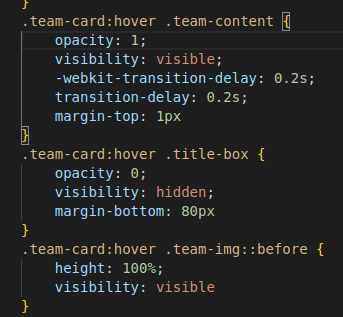 }
.team-card:hover .team-content {
    opacity: 1;
    visibility: visible;
    -webkit-transition-delay: 0.2s;
    transition-delay: 0.2s;
    margin-top: 1px
}
.team-card:hover .title-box {
    opacity: 0;
    visibility: hidden;
    margin-bottom: 80px
}
.team-card:hover .team-img::before {
    height: 100%;
    visibility: visible
}